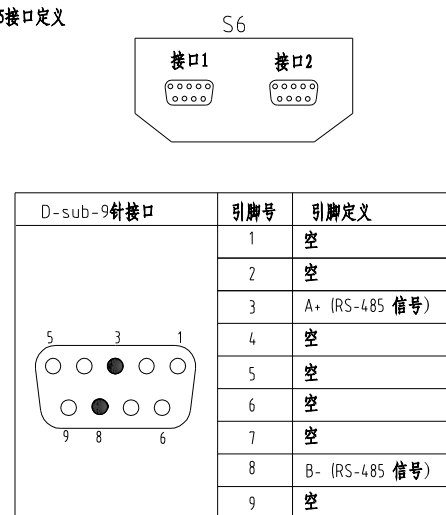 5接口定义
S6
接口1 接口2
D-sub-9针接口 引脚号 引脚定义
1 空
2 空
3 A+ (RS-485 信号)
4 空
5 空
6 空
7 空
8 B- (RS-485 信号)
9 空
5 3 1
9 8 6